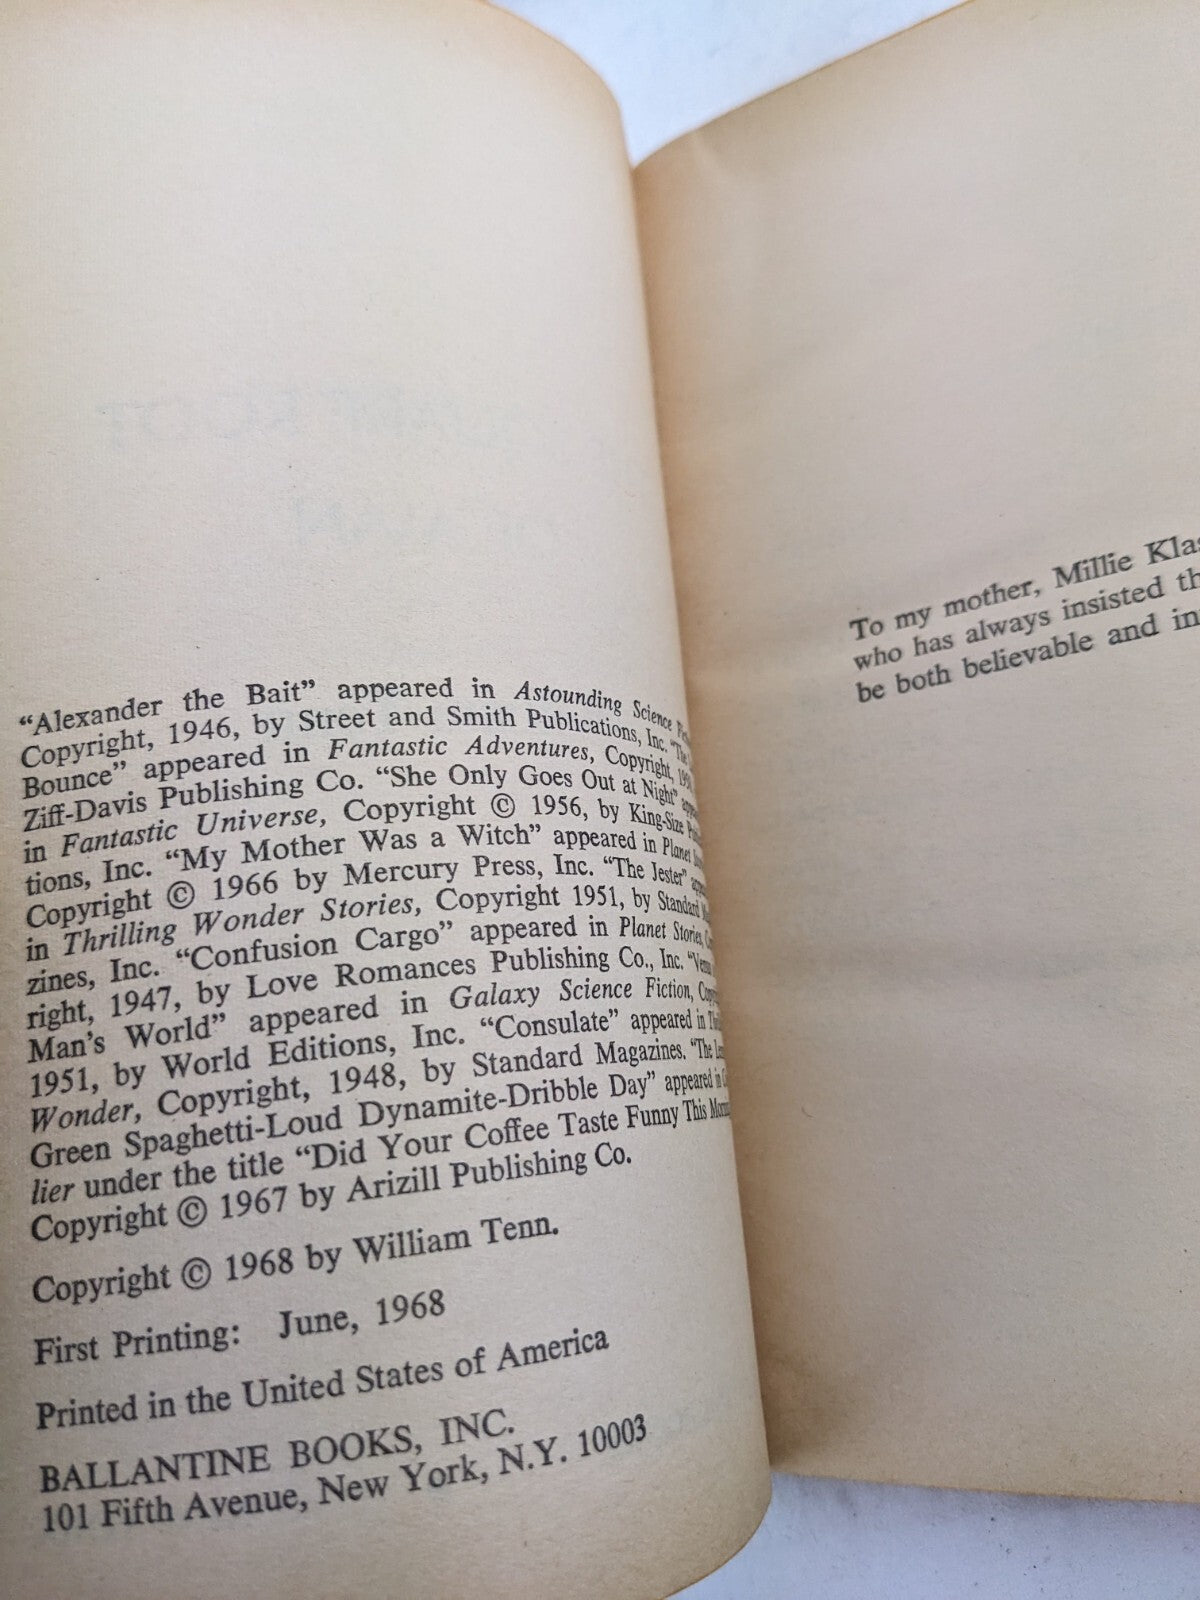 “Alexander the Bait” appeared in Astounding Science
Copyright, 1946, by Street and Smith Publications, Inc. “The
Bounce” appeared in Fantastic Adventures, Copyright, 1950
Ziff-Davis Publishing Co. “She Only Goes Out at Night”
in Fantastic Universe, Copyright © 1956, by King-Size
tions, Inc. “My Mother Was a Witch” appeared in Planet
Copyright © 1966 by Mercury Press, Inc. “The Jester”
in Thrilling Wonder Stories, Copyright 1951, by Standard
zines, Inc. “Confusion Cargo” appeared in Planet Stories,
right, 1947, by Love Romances Publishing Co., Inc.
Man's World” appeared in Galaxy Science Fiction,
1951, by World Editions, Inc. “Consulate” appeared in
Wonder, Copyright, 1948, by Standard Magazines. “The
Green Spaghetti-Loud Dynamite-Dribble Day” appeared in
lier under the title “Did Your Coffee Taste Funny This
Copyright © 1967 by Arizill Publishing Co.
Copyright © 1968 by William Tenn.
First Printing: June, 1968
Printed in the United States of America
BALLANTINE BOOKS, INC.
101 Fifth Avenue, New York, N.Y. 10003
To my mother, Millie
who has always insisted
be both believable and